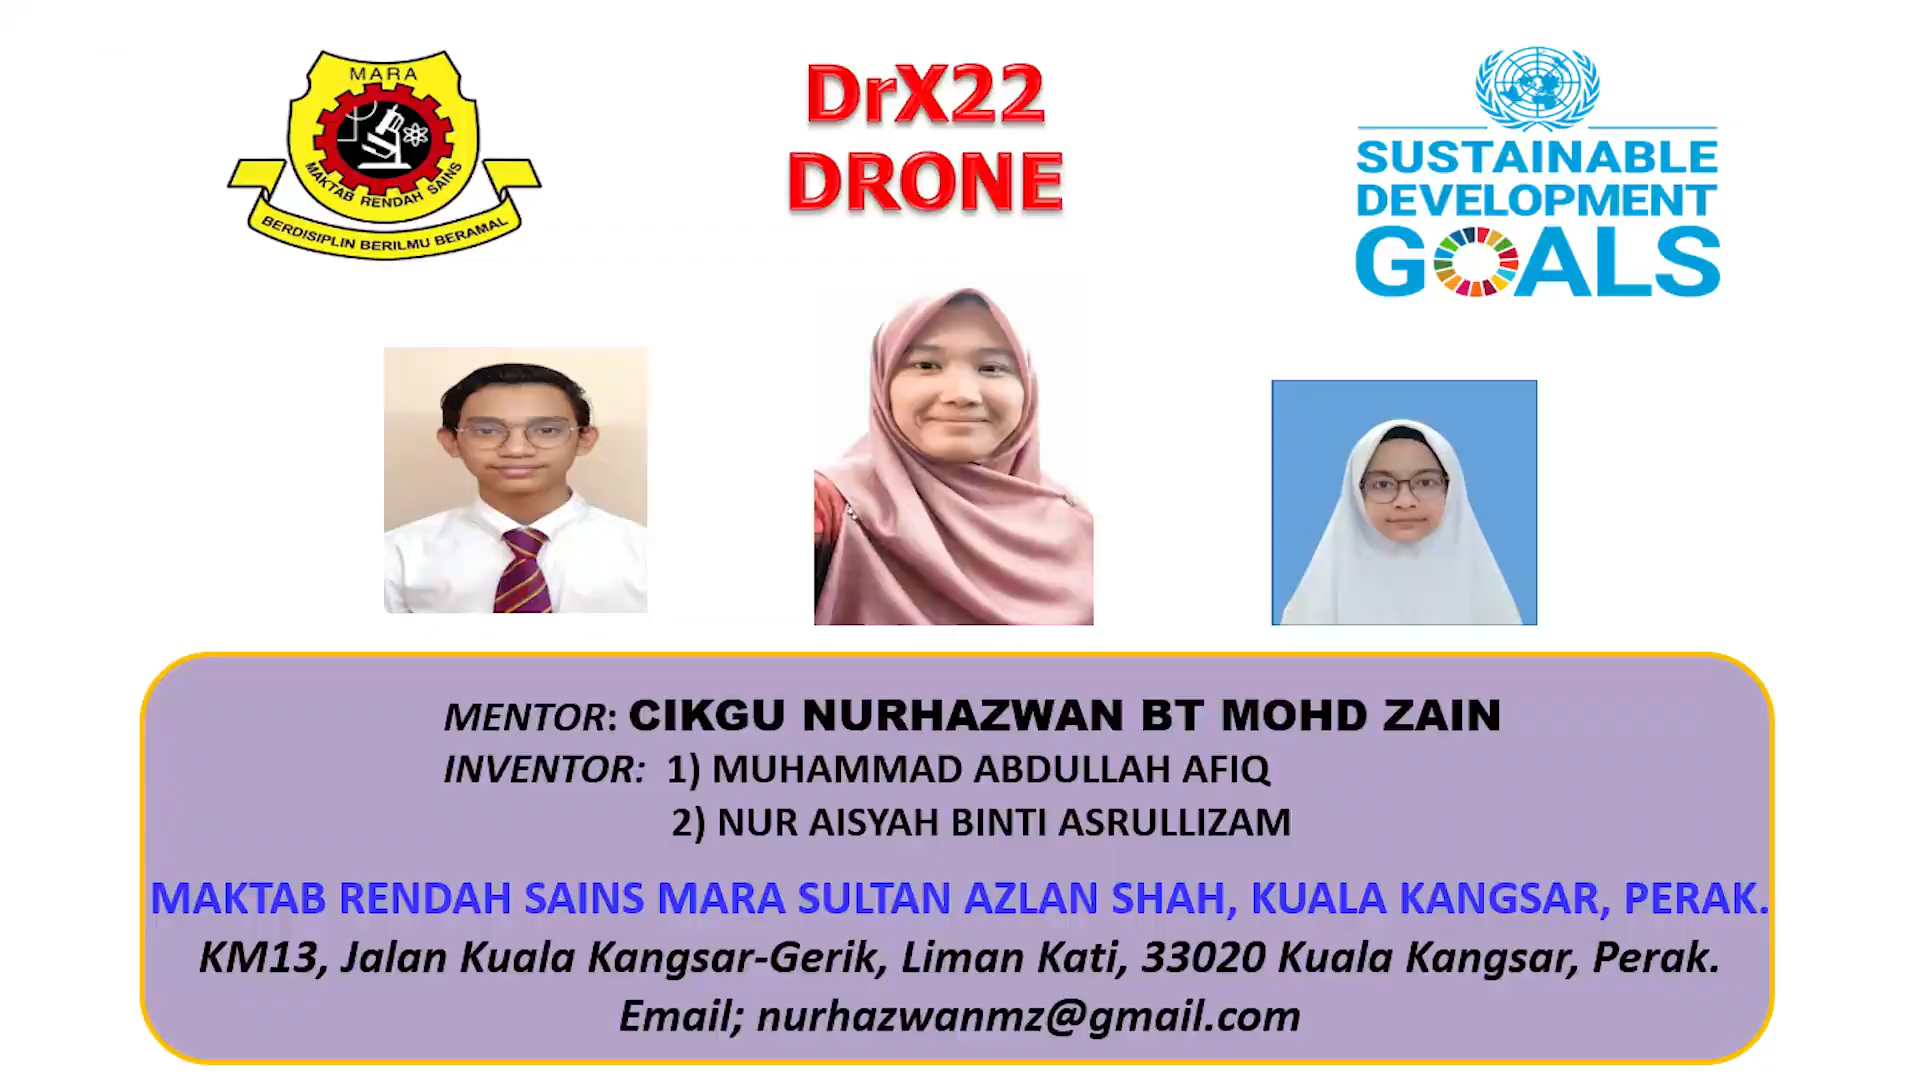 MARA
MAKTAB RENDAH SAINS
BERDISIPLIN BERILMU BERAMAL
DrX22
DRONE
SUSTAINABLE
DEVELOPMENT
GOALS
MENTOR: CIKGU NURHAZWAN BT MOHD ZAIN
INVENTOR: 1) MUHAMMAD ABDULLAH AFIQ
2) NUR AISYAH BINTI ASRULLIZAM
MAKTAB RENDAH SAINS MARA SULTAN AZLAN SHAH, KUALA KANGSAR, PERAK.
KM13, Jalan Kuala Kangsar-Gerik, Liman Kati, 33020 Kuala Kangsar, Perak.
Email; nurhazwanmz@gmail.com